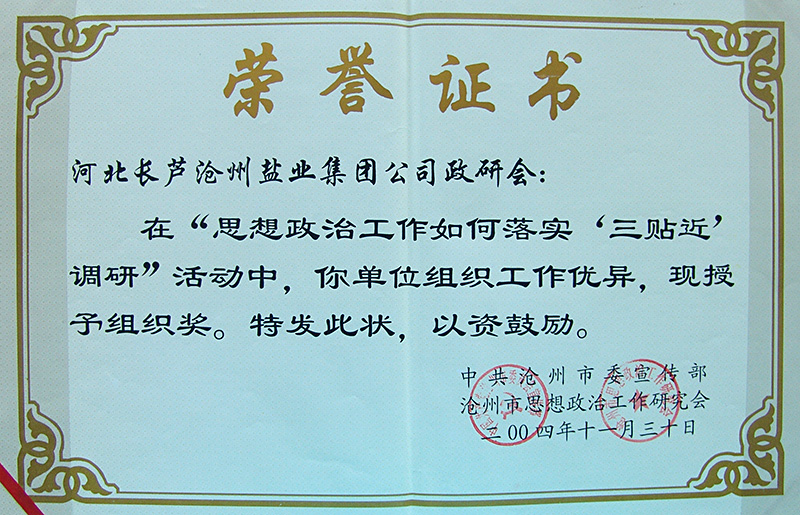 荣誉证书
河北长芦沧州盐业集团公司政研会：
在“思想政治工作如何落实‘三贴近’
调研”活动中，你单位组织工作优异，现授
予组织奖。特发此状，以资鼓励。
中共沧州市委宣传部
沧州市思想政治工作研究会
二00四年十一月三十日